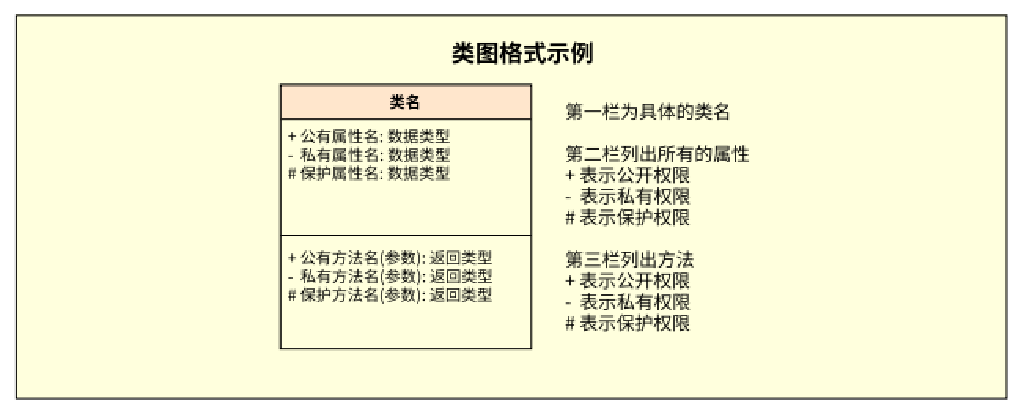 类图格式示例
类名
+ 公有属性名: 数据类型
- 私有属性名: 数据类型
# 保护属性名: 数据类型
+ 公有方法名(参数): 返回类型
- 私有方法名(参数): 返回类型
# 保护方法名(参数): 返回类型
第一栏为具体的类名
第二栏列出所有的属性
+ 表示公开权限
- 表示私有权限
# 表示保护权限
第三栏列出方法
+ 表示公开权限
- 表示私有权限
# 表示保护权限